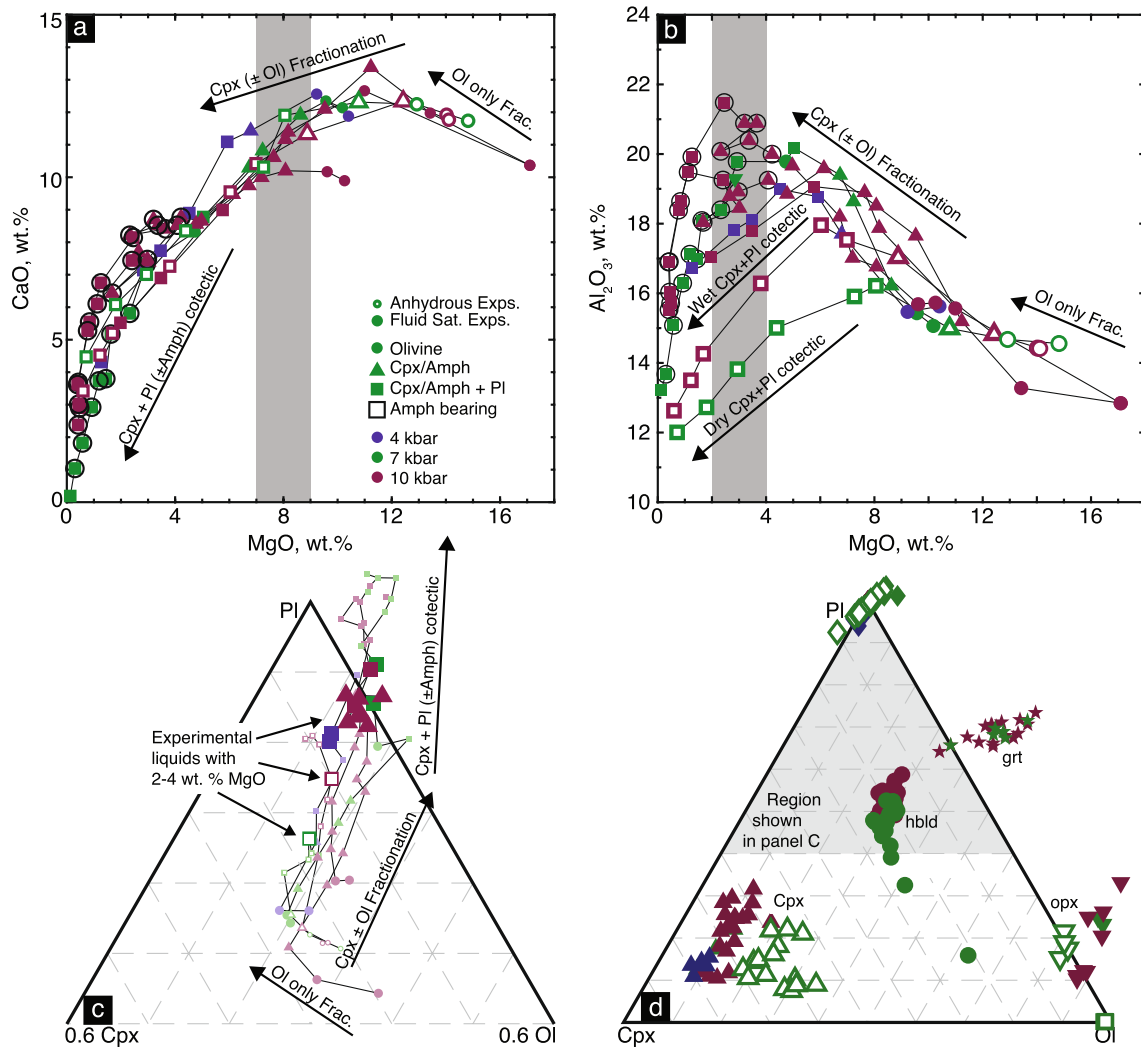 a
CaO, wt.%
15
10
5
0
0
4
8
12
16
MgO, wt.%
Cpx (± Ol) Fractionation
Ol only Frac.
Cpx + Pl (±Amph) cotectic
Anhydrous Exps.
Fluid Sat. Exps.
Olivine
Cpx/Amph
Cpx/Amph + Pl
Amph bearing
4 kbar
7 kbar
10 kbar
b
Al2O3, wt.%
24
22
20
18
16
14
12
10
0
4
8
12
16
MgO, wt.%
Cpx (± Ol) Fractionation
Ol only Frac.
Wet Cpx+Pl cotectic
Dry Cpx+Pl cotectic
Pl
Cpx + Pl (±Amph) cotectic
Experimental
liquids with
2-4 wt. % MgO
Cpx ± Ol Fractionation
Ol only Frac.
c
0.6 Cpx
0.6 Ol
Pl
grt
Region
shown
in panel C
hbld
Cpx
opx
d
Cpx
Ol